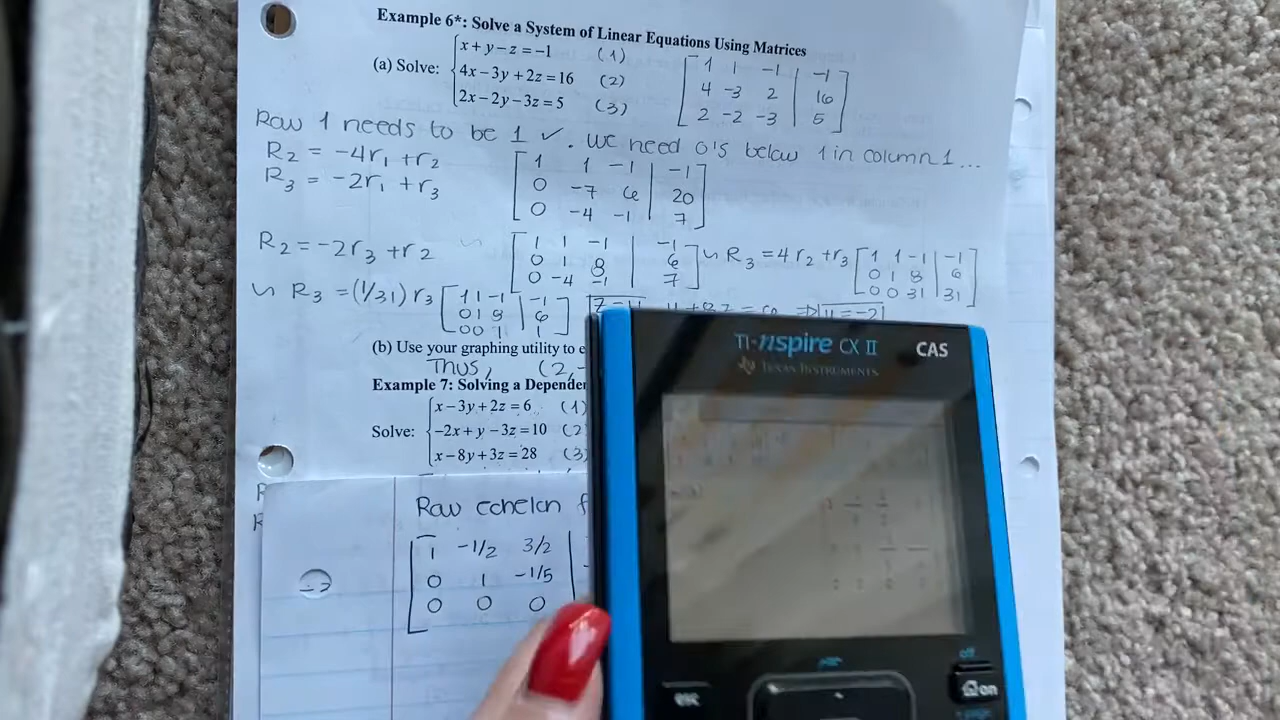 Example 6*: Solve a System of Linear Equations Using Matrices
(a) Solve:
x + y − z = −1 (1)
4x − 3y + 2z = 16 (2)
2x − 2y − 3z = 5 (3)
1 1 -1 | -1
4 -3 2 | 16
2 -2 -3 | 5
Row 1 needs to be 1 ✓. we need 0's below 1 in column 1...
R2 = -4r1 + r2
R3 = -2r1 + r3
1 1 -1 | -1
0 -7 6 | 20
0 -4 -1 | 7
R2 = -2r3 + r2
1 1 -1 | -1
0 1 8 | 6
0 -4 -1 | 7
~ R3 = 4r2 + r3
1 1 -1 | -1
0 1 8 | 6
0 0 31 | 31
~ R3 = (1/31) r3
1 1 -1 | -1
0 1 8 | 6
0 0 1 | 1
(b) Use your graphing utility to
Thus, (2,
Example 7: Solving a
Solve:
x − 3y + 2z = 6 (1)
−2x + y − 3z = 10 (2
x − 8y + 3z = 28 (3)
Row echelon
1 -1/2 3/2
0 1 -1/5
0 0 0
TI-nspire CX II CAS
TEXAS INSTRUMENTS
esc
off
on